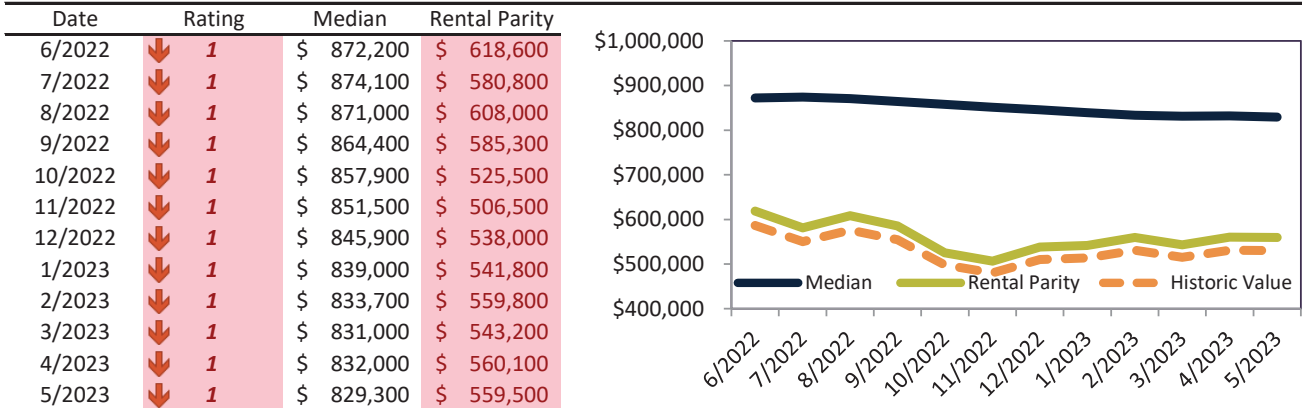 Date Rating Median Rental Parity
6/2022 1 $ 872,200 $ 618,600
7/2022 1 $ 874,100 $ 580,800
8/2022 1 $ 871,000 $ 608,000
9/2022 1 $ 864,400 $ 585,300
10/2022 1 $ 857,900 $ 525,500
11/2022 1 $ 851,500 $ 506,500
12/2022 1 $ 845,900 $ 538,000
1/2023 1 $ 839,000 $ 541,800
2/2023 1 $ 833,700 $ 559,800
3/2023 1 $ 831,000 $ 543,200
4/2023 1 $ 832,000 $ 560,100
5/2023 1 $ 829,300 $ 559,500
$1,000,000
$900,000
$800,000
$700,000
$600,000
$500,000
$400,000
Median Rental Parity Historic Value
6/2022 7/2022 8/2022 9/2022 10/2022 11/2022 12/2022 1/2023 2/2023 3/2023 4/2023 5/2023